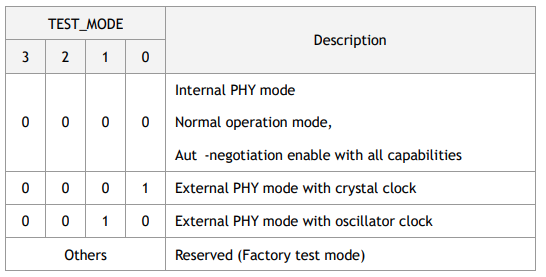 TEST_MODE Description
3 2 1 0
Internal PHY mode
0 0 0 0 Normal operation mode,
Aut -negotiation enable with all capabilities
0 0 0 1 External PHY mode with crystal clock
0 0 1 0 External PHY mode with oscillator clock
Others Reserved (Factory test mode)